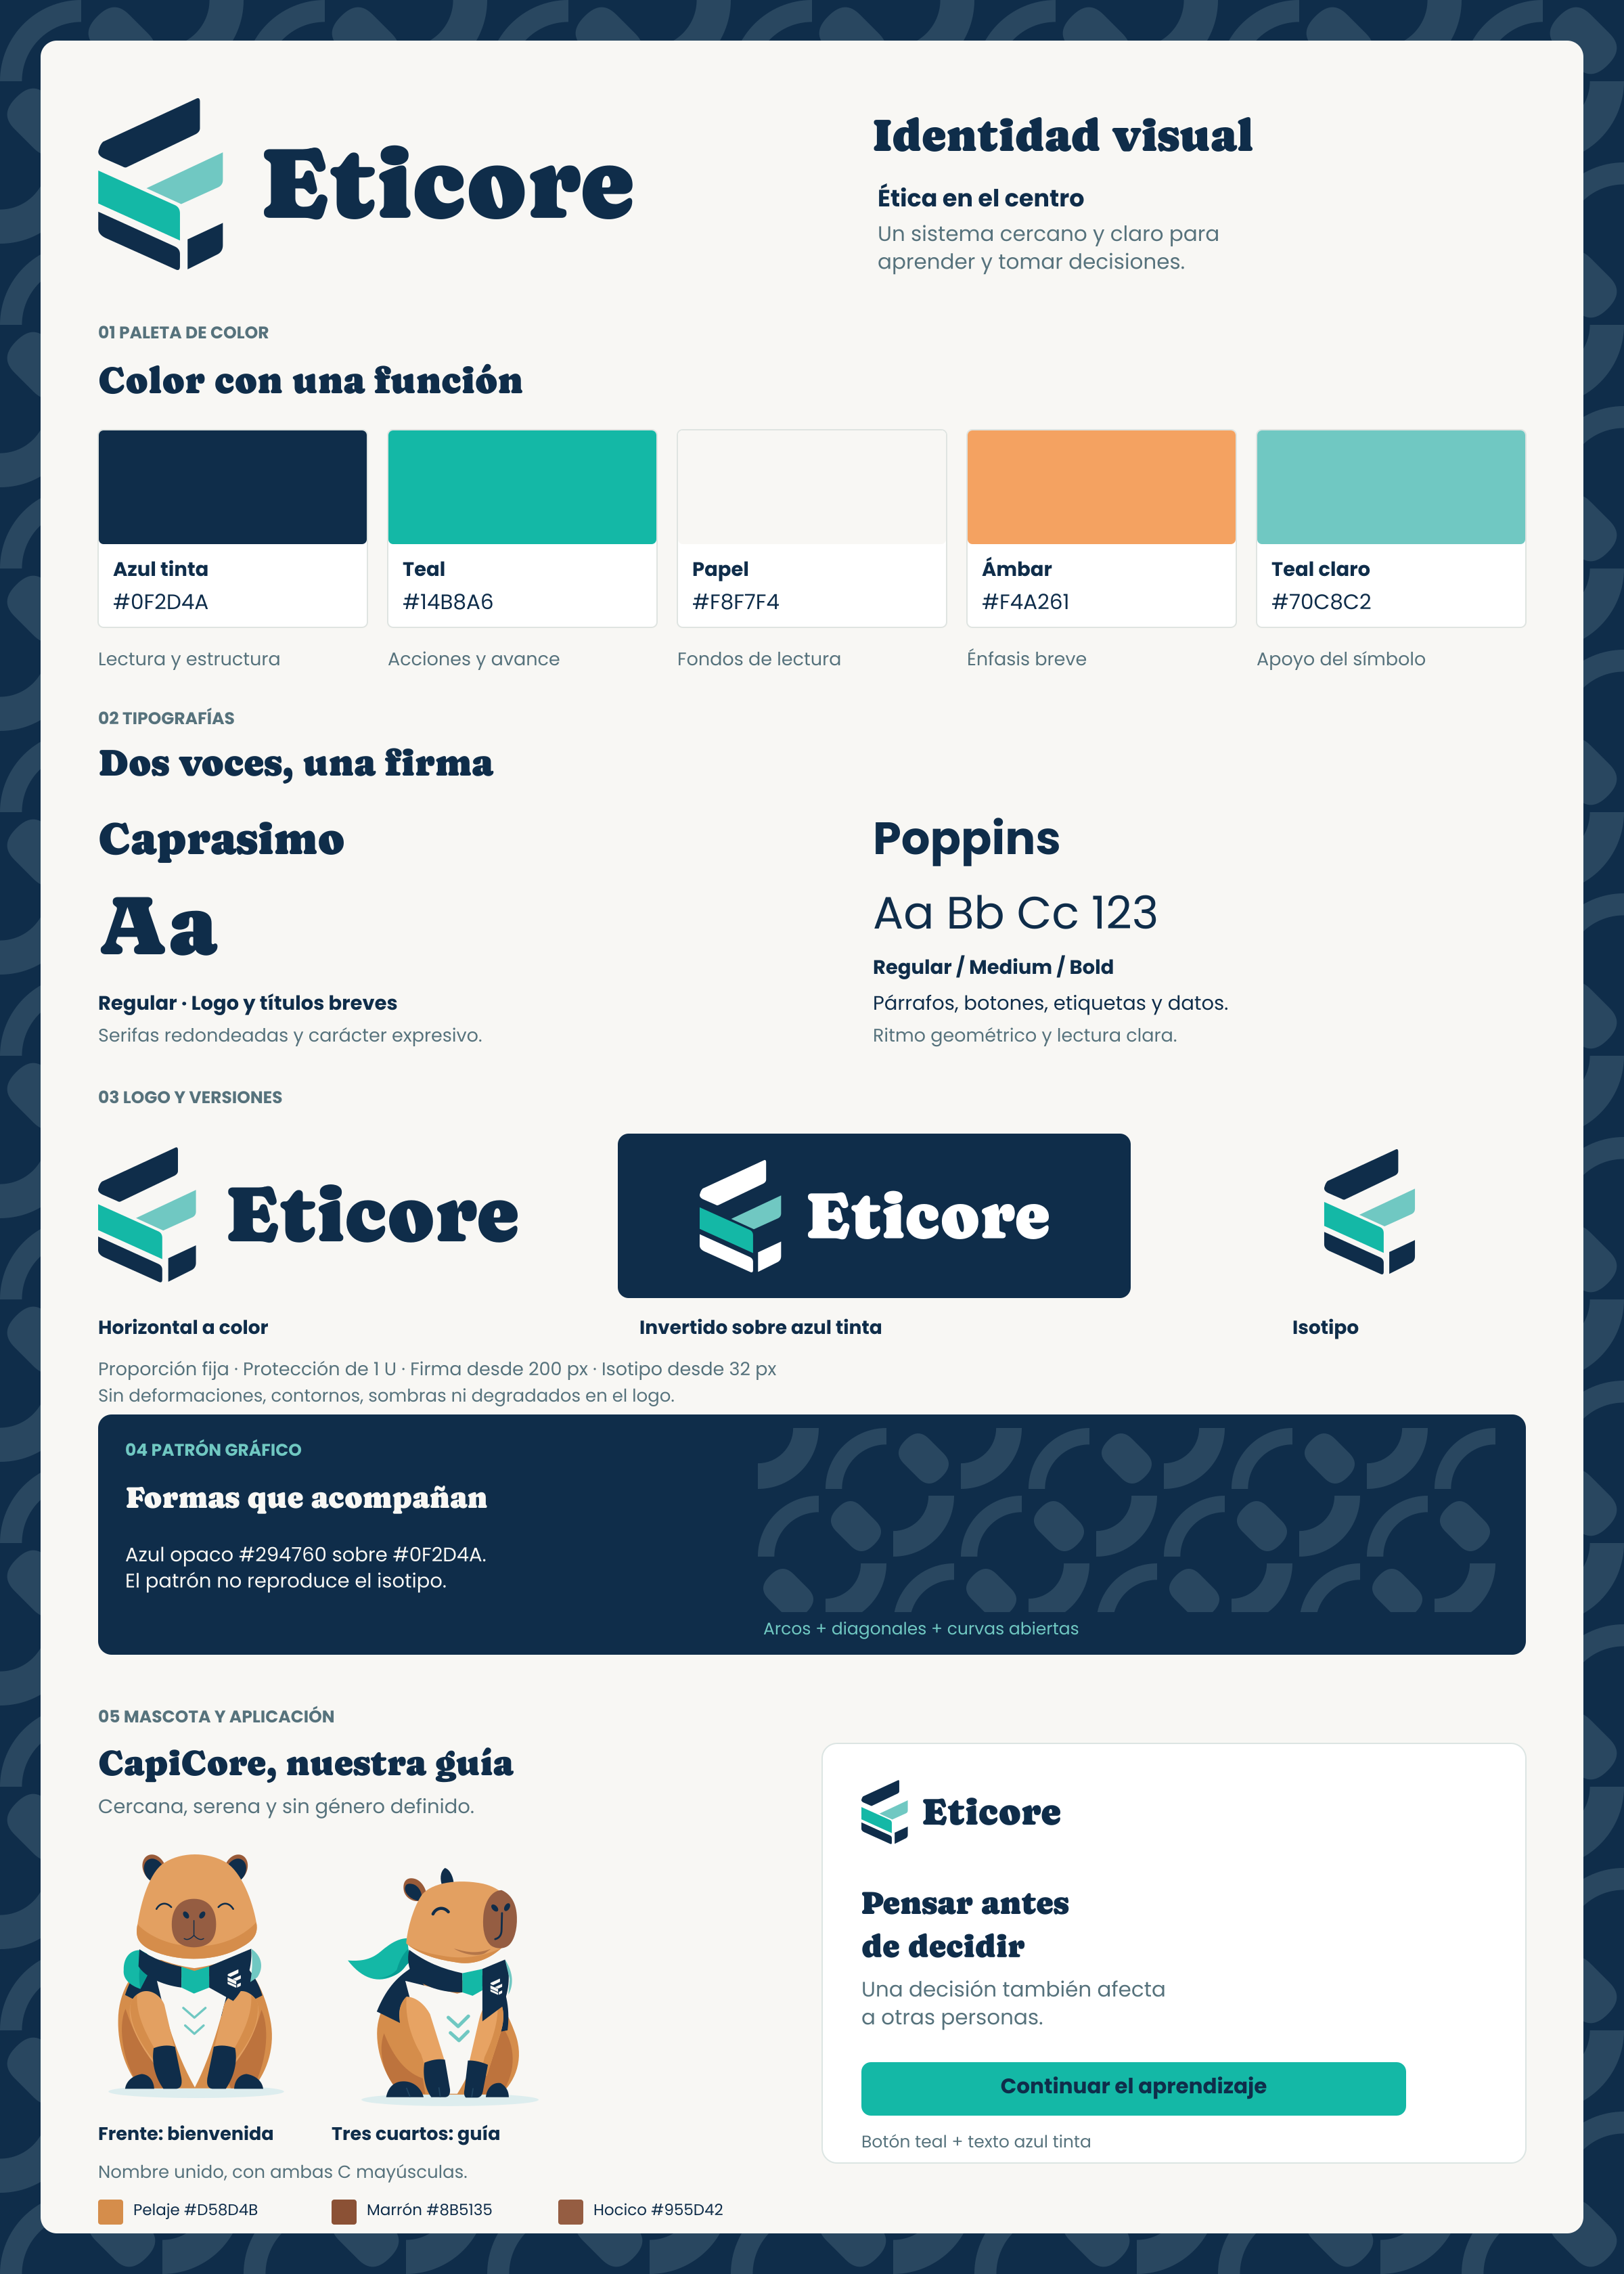 Eticore
Identidad visual
Ética en el centro
Un sistema cercano y claro para
aprender y tomar decisiones.
01 PALETA DE COLOR
Color con una función
Azul tinta
#0F2D4A
Lectura y estructura
Teal
#14B8A6
Acciones y avance
Papel
#F8F7F4
Fondos de lectura
Ámbar
#F4A261
Énfasis breve
Teal claro
#70C8C2
Apoyo del símbolo
02 TIPOGRAFÍAS
Dos voces, una firma
Caprasimo
Aa
Regular · Logo y títulos breves
Serifas redondeadas y carácter expresivo.
Poppins
Aa Bb Cc 123
Regular / Medium / Bold
Párrafos, botones, etiquetas y datos.
Ritmo geométrico y lectura clara.
03 LOGO Y VERSIONES
Eticore
Horizontal a color
Eticore
Invertido sobre azul tinta
Isotipo
Proporción fija · Protección de 1 U · Firma desde 200 px · Isotipo desde 32 px
Sin deformaciones, contornos, sombras ni degradados en el logo.
04 PATRÓN GRÁFICO
Formas que acompañan
Azul opaco #294760 sobre #0F2D4A.
El patrón no reproduce el isotipo.
Arcos + diagonales + curvas abiertas
05 MASCOTA Y APLICACIÓN
CapiCore, nuestra guía
Cercana, serena y sin género definido.
Frente: bienvenida
Tres cuartos: guía
Nombre unido, con ambas C mayúsculas.
Pelaje #D58D4B
Marrón #8B5135
Hocico #955D42
Eticore
Pensar antes
de decidir
Una decisión también afecta
a otras personas.
Continuar el aprendizaje
Botón teal + texto azul tinta